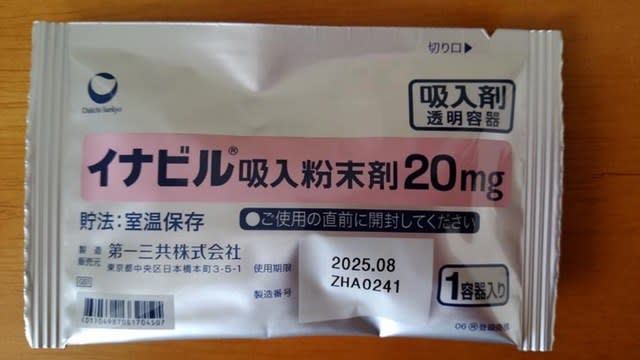 切り口▶
Daiichi-Sankyo
吸入剤
透明容器
イナビル®吸入粉末剤20mg
貯法:室温保存
●ご使用の直前に開封してください
製造
販売元
第一三共株式会社
東京都中央区日本橋本町3-5-1
使用期限
2025.08
製造番号
ZHA0241
1容器入り
(01)04987081704507